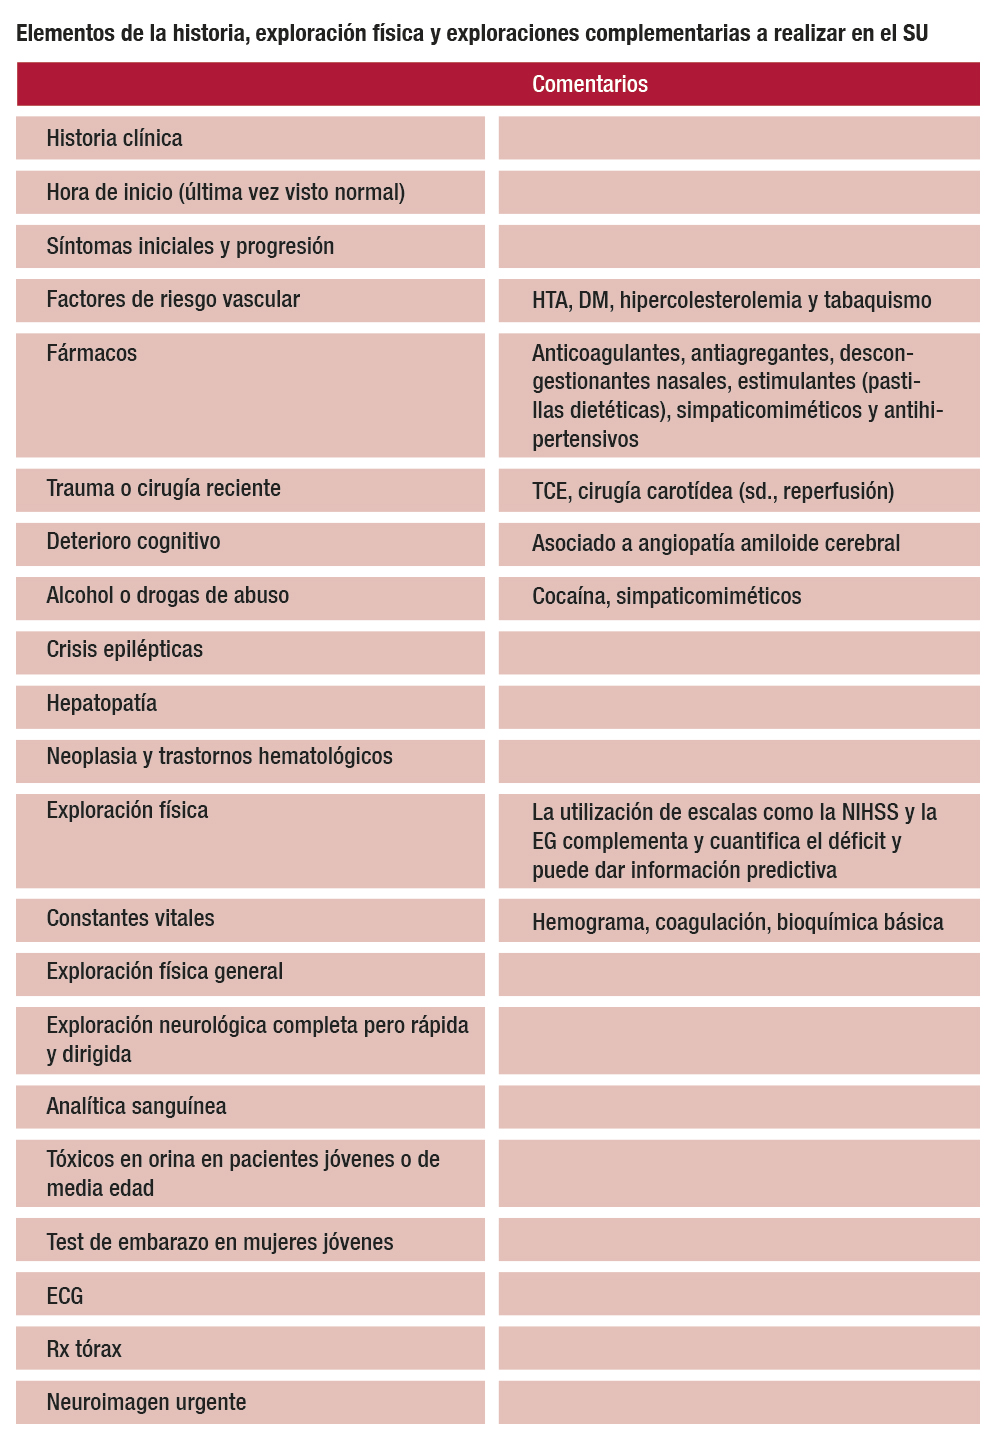 Elementos de la historia, exploración física y exploraciones complementarias a realizar en el SU
Comentarios
Historia clínica
Hora de inicio (última vez visto normal)
Síntomas iniciales y progresión
Factores de riesgo vascular
HTA, DM, hipercolesterolemia y tabaquismo
Fármacos
Anticoagulantes, antiagregantes, descon-
gestionantes nasales, estimulantes (pasti-
llas dietéticas), simpaticomiméticos y antihi-
pertensivos
Trauma o cirugía reciente
TCE, cirugía carotídea (sd., reperfusión)
Deterioro cognitivo
Asociado a angiopatía amiloide cerebral
Alcohol o drogas de abuso
Cocaína, simpaticomiméticos
Crisis epilépticas
Hepatopatía
Neoplasia y trastornos hematológicos
Exploración física
La utilización de escalas como la NIHSS y la
EG complementa y cuantifica el déficit y
puede dar información predictiva
Constantes vitales
Hemograma, coagulación, bioquímica básica
Exploración física general
Exploración neurológica completa pero rápida
y dirigida
Analítica sanguínea
Tóxicos en orina en pacientes jóvenes o de
media edad
Test de embarazo en mujeres jóvenes
ECG
Rx tórax
Neuroimagen urgente